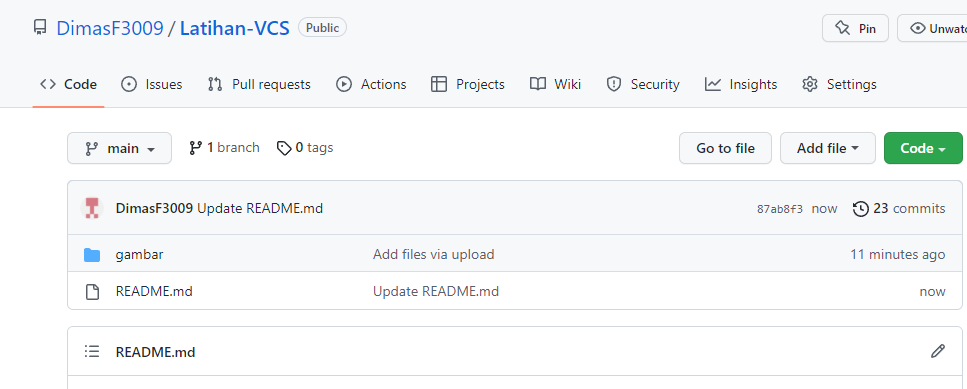 DimasF3009 / Latihan-VCS Public Pin Unwatc
Code Issues Pull requests Actions Projects Wiki Security Insights Settings
main 1 branch 0 tags Go to file Add file Code
DimasF3009 Update README.md 87ab8f3 now 23 commits
gambar Add files via upload 11 minutes ago
README.md Update README.md now
README.md